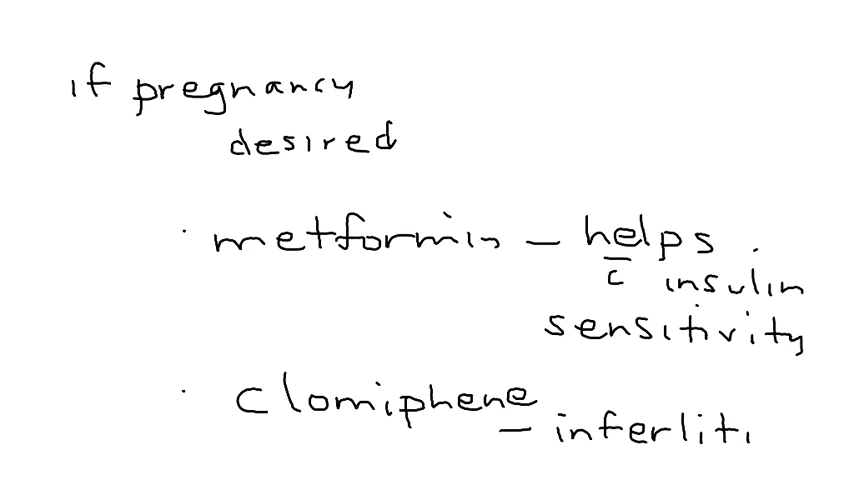 if pregnancy
desired
· metformin – helps
c̄ insulin
sensitivity
· clomiphene
– inferliti